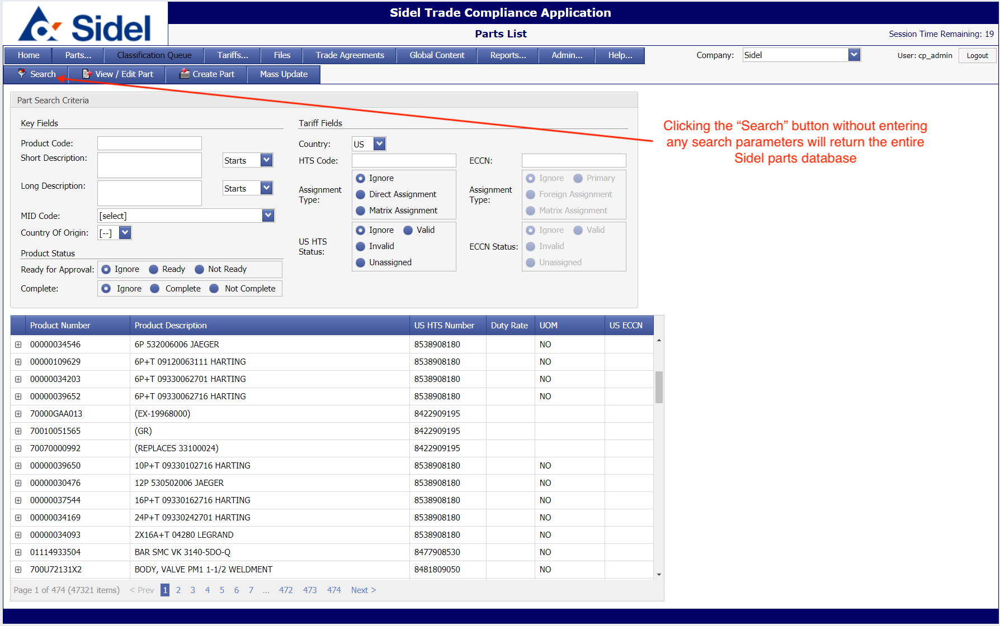 Sidel
Sidel Trade Compliance Application
Parts List
Session Time Remaining: 19
Home Parts... Classification Queue Tariffs... Files Trade Agreements Global Content Reports... Admin... Help... Company: Sidel User: cp_admin Logout
Search View / Edit Part Create Part Mass Update
Part Search Criteria
Key Fields
Product Code:
Short Description: Starts
Long Description: Starts
MID Code: [select]
Country Of Origin: [--]
Product Status
Ready for Approval: Ignore Ready Not Ready
Complete: Ignore Complete Not Complete
Tariff Fields
Country: US
HTS Code:
Assignment Type: Ignore
Direct Assignment
Matrix Assignment
US HTS Status: Ignore Valid
Invalid
Unassigned
ECCN:
Assignment Type: Ignore Primary
Foreign Assignment
Matrix Assignment
ECCN Status: Ignore Valid
Invalid
Unassigned
Clicking the “Search” button without entering
any search parameters will return the entire
Sidel parts database
Product Number Product Description US HTS Number Duty Rate UOM US ECCN
00000034546 6P 532006006 JAEGER 8538908180 NO
00000109629 6P+T 09120063111 HARTING 8538908180 NO
00000034203 6P+T 09330062701 HARTING 8538908180 NO
00000039652 6P+T 09330062716 HARTING 8538908180 NO
70000GAA013 (EX-19968000) 8422909195
70010051565 (GR) 8422909195
70070000992 (REPLACES 33100024) 8422909195
00000039650 10P+T 09330102716 HARTING 8538908180 NO
00000030476 12P 530502006 JAEGER 8538908180 NO
00000037544 16P+T 09330162716 HARTING 8538908180 NO
00000034169 24P+T 09330242701 HARTING 8538908180 NO
00000034093 2X16A+T 04280 LEGRAND 8538908180 NO
01114933504 BAR SMC VK 3140-5DO-Q 8477908530 NO
700U72131X2 BODY, VALVE PM1 1-1/2 WELDMENT 8481809050 NO
Page 1 of 474 (47321 items) < Prev 1 2 3 4 5 6 7 ... 472 473 474 Next >